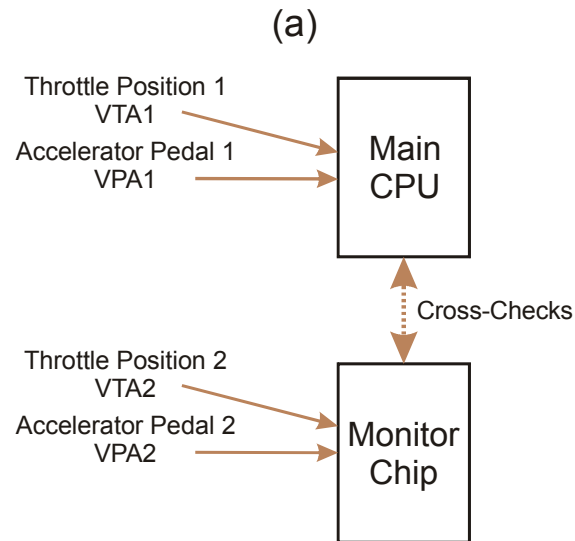 (a)
Throttle Position 1
VTA1
Accelerator Pedal 1
VPA1
Main
CPU
Cross-Checks
Throttle Position 2
VTA2
Accelerator Pedal 2
VPA2
Monitor
Chip